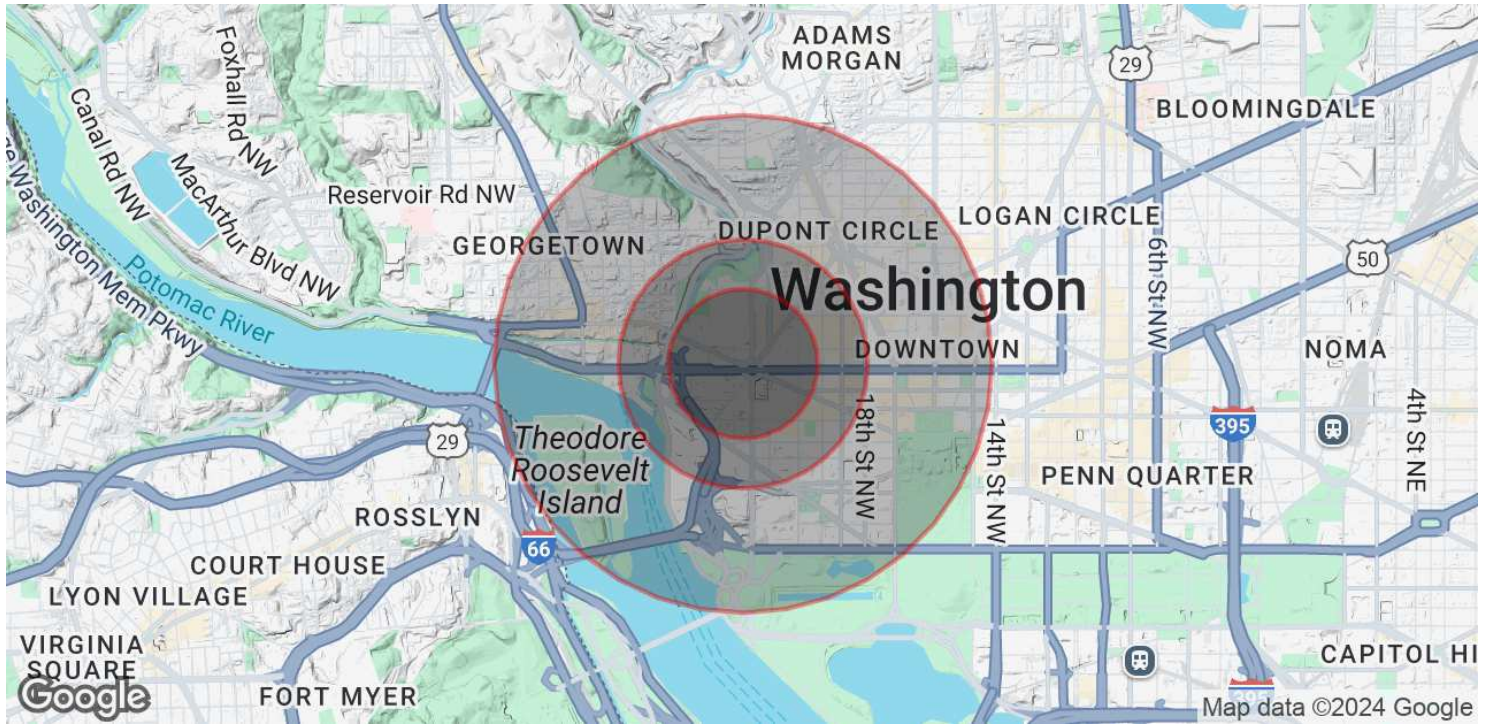 ADAMS
MORGAN
29
Foxhall Rd NW
Canal Rd NW
BLOOMINGDALE
MacArthur Blvd NW
Reservoir Rd NW
Washington Mem Pkwy
GEORGETOWN
DUPONT CIRCLE
LOGAN CIRCLE
6th St NW
50
Potomac River
Washington
DOWNTOWN
NOMA
18th St NW
14th St NW
395
4th St NE
29
Theodore
Roosevelt
Island
PENN QUARTER
ROSSLYN
66
COURT HOUSE
LYON VILLAGE
VIRGINIA
SQUARE
CAPITOL HI
Google
FORT MYER
395
Map data ©2024 Google